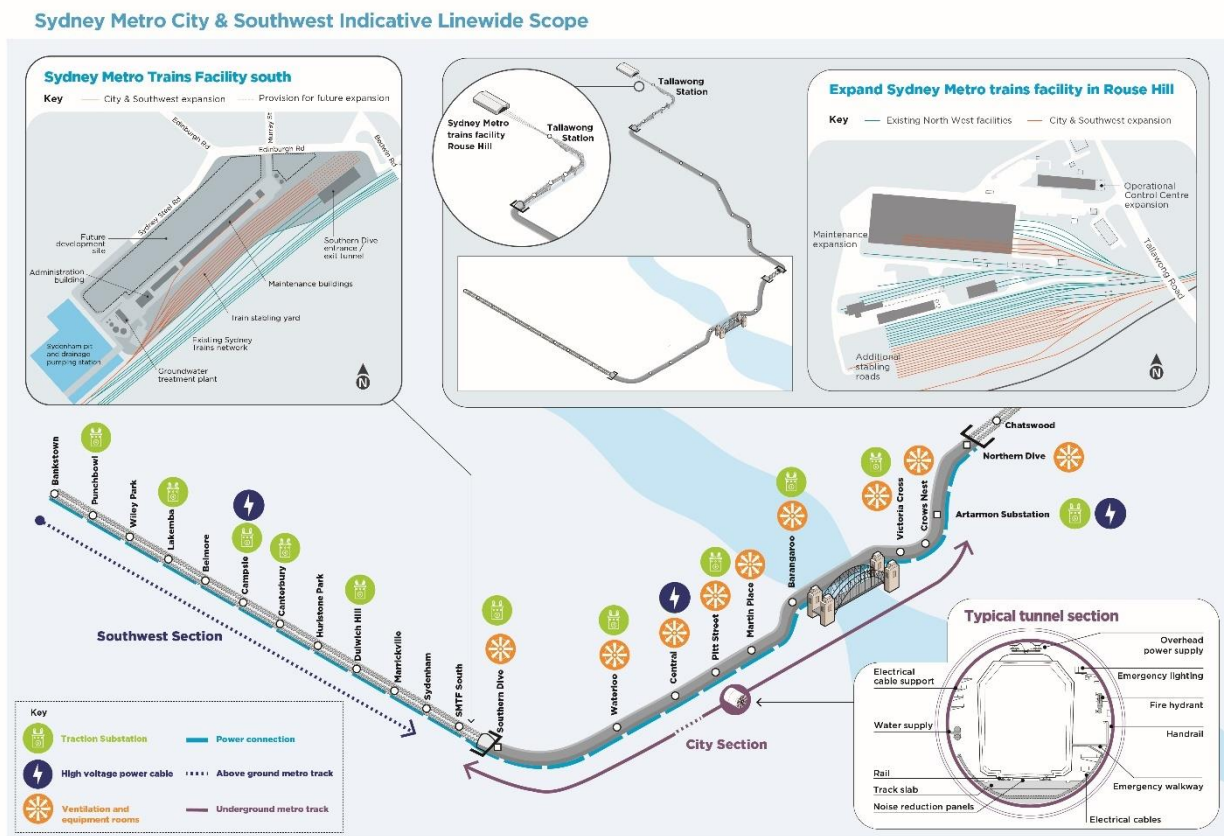 Sydney Metro City & Southwest Indicative Linewide Scope
Sydney Metro Trains Facility south
Key
City & Southwest expansion
Provision for future expansion
Edinburgh Rd
Murray St
Edinburgh Rd
Bedwin Rd
Sydney Steel Rd
Future
development
site
Administration
building
Southern Dive
entrance /
exit tunnel
Maintenance buildings
Train stabling yard
Existing Sydney
Trains network
Sydenham pit
and drainage
pumping station
Groundwater
treatment plant
N
Tallawong
Station
Sydney Metro
trains facility
Rouse Hill
Tallawong
Station
Expand Sydney Metro trains facility in Rouse Hill
Key
Existing North West facilities
City & Southwest expansion
Operational
Control Centre
expansion
Maintenance
expansion
Tallawong Road
Additional
stabling
roads
N
Bankstown
Punchbowl
Wiley Park
Lakemba
Belmore
Campsie
Canterbury
Hurlstone Park
Dulwich Hill
Marrickville
Sydenham
SMTF South
Southern Dive
Waterloo
Central
Pitt Street
Martin Place
Barangaroo
Victoria Cross
Crows Nest
Artarmon Substation
Northern Dive
Chatswood
Southwest Section
City Section
Key
Traction Substation
Power connection
High voltage power cable
Above ground metro track
Ventilation and
equipment rooms
Underground metro track
Typical tunnel section
Overhead
power supply
Electrical
cable support
Emergency lighting
Fire hydrant
Water supply
Handrail
Rail
Track slab
Emergency walkway
Noise reduction panels
Electrical cables